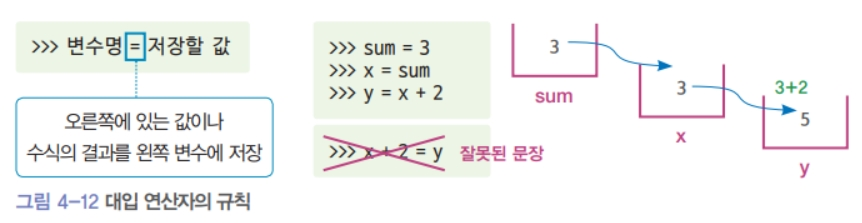 >>> 변수명 = 저장할 값
오른쪽에 있는 값이나
수식의 결과를 왼쪽 변수에 저장
>>> sum = 3
>>> x = sum
>>> y = x + 2
>>> x + 2 = y 잘못된 문장
3
sum
3
x
3+2
5
y
그림 4-12 대입 연산자의 규칙